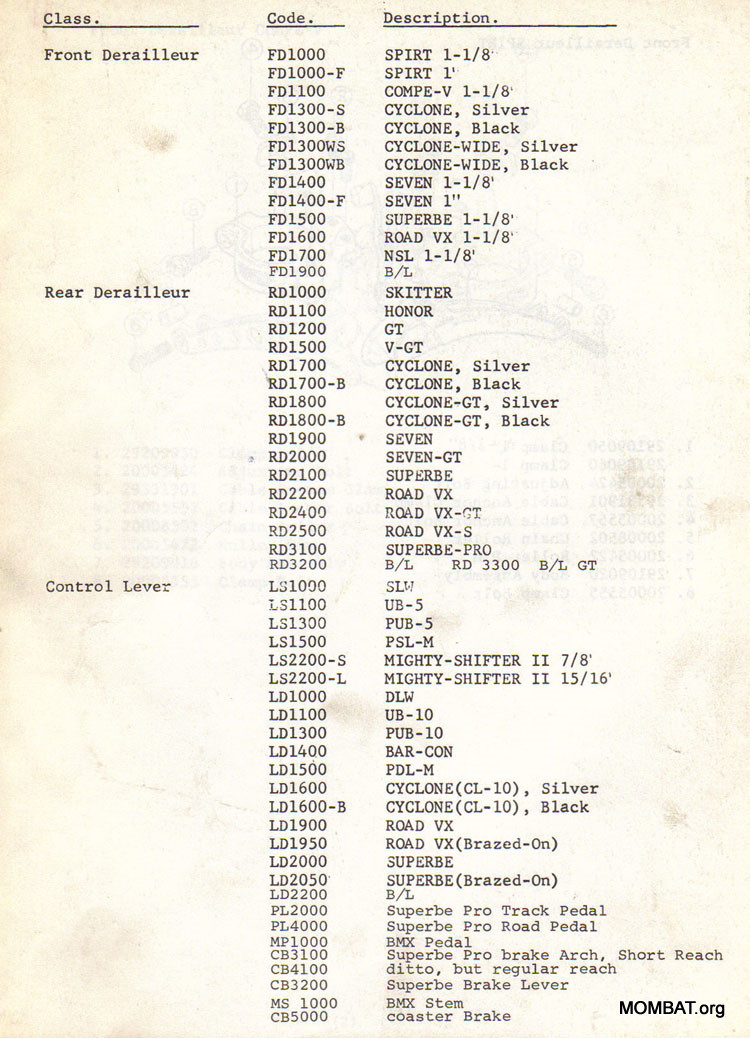 Class. Code. Description.
Front Derailleur FD1000 SPIRT 1-1/8'
FD1000-F SPIRT 1'
FD1100 COMPE-V 1-1/8'
FD1300-S CYCLONE, Silver
FD1300-B CYCLONE, Black
FD1300WS CYCLONE-WIDE, Silver
FD1300WB CYCLONE-WIDE, Black
FD1400 SEVEN 1-1/8'
FD1400-F SEVEN 1"
FD1500 SUPERBE 1-1/8'
FD1600 ROAD VX 1-1/8'
FD1700 NSL 1-1/8'
FD1900 B/L
Rear Derailleur RD1000 SKITTER
RD1100 HONOR
RD1200 GT
RD1500 V-GT
RD1700 CYCLONE, Silver
RD1700-B CYCLONE, Black
RD1800 CYCLONE-GT, Silver
RD1800-B CYCLONE-GT, Black
RD1900 SEVEN
RD2000 SEVEN-GT
RD2100 SUPERBE
RD2200 ROAD VX
RD2400 ROAD VX-GT
RD2500 ROAD VX-S
RD3100 SUPERBE-PRO
RD3200 B/L RD 3300 B/L GT
Control Lever LS1000 SLW
LS1100 UB-5
LS1300 PUB-5
LS1500 PSL-M
LS2200-S MIGHTY-SHIFTER II 7/8'
LS2200-L MIGHTY-SHIFTER II 15/16'
LD1000 DLW
LD1100 UB-10
LD1300 PUB-10
LD1400 BAR-CON
LD1500 PDL-M
LD1600 CYCLONE(CL-10), Silver
LD1600-B CYCLONE(CL-10), Black
LD1900 ROAD VX
LD1950 ROAD VX(Brazed-On)
LD2000 SUPERBE
LD2050 SUPERBE(Brazed-On)
LD2200 B/L
PL2000 Superbe Pro Track Pedal
PL4000 Superbe Pro Road Pedal
MP1000 BMX Pedal
CB3100 Superbe Pro brake Arch, Short Reach
CB4100 ditto, but regular reach
CB3200 Superbe Brake Lever
MS 1000 BMX Stem
CB5000 coaster Brake
MOMBAT.org